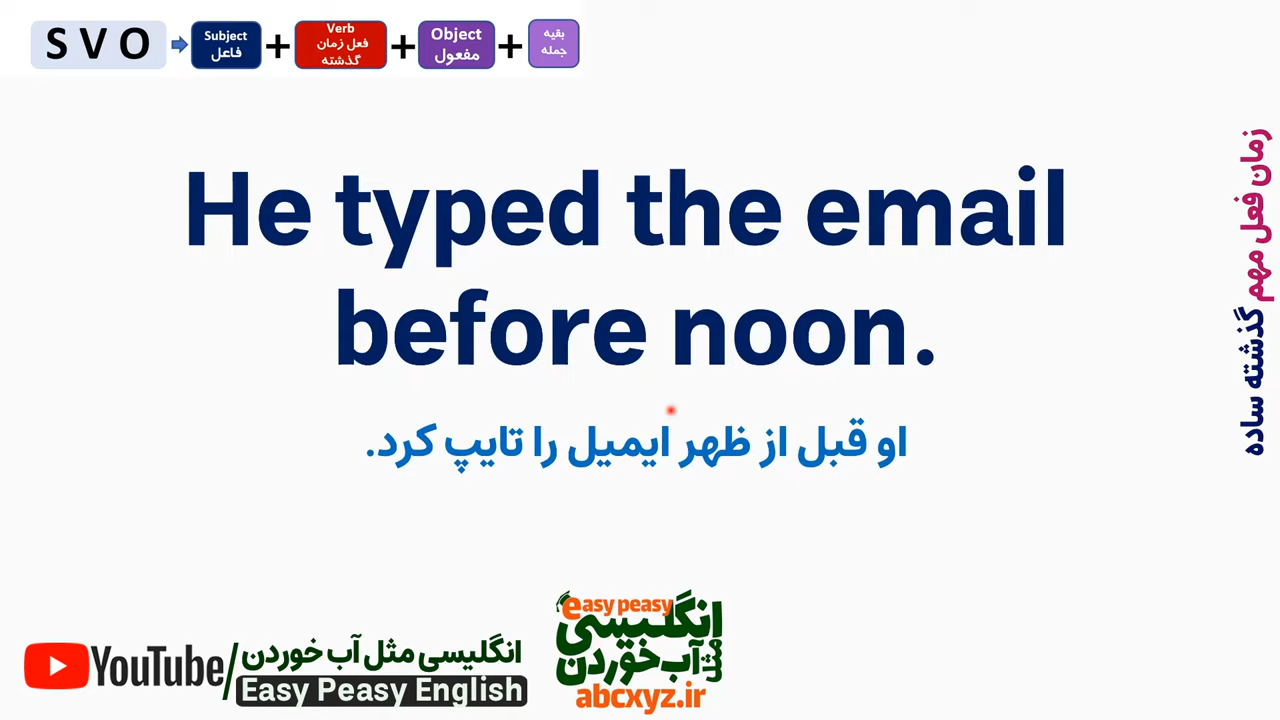 S V O
Subject
فاعل
+
Verb
فعل زمان
گذشته
+
Object
مفعول
+
بقیه
جمله
He typed the email
before noon.
او قبل از ظهر ایمیل را تایپ کرد.
زمان فعل مهم گذشته ساده
YouTube/انگلیسی مثل آب خوردن
Easy Peasy English
easy peasy
انگلیسی
مثل
آب خوردن
abcxyz.ir